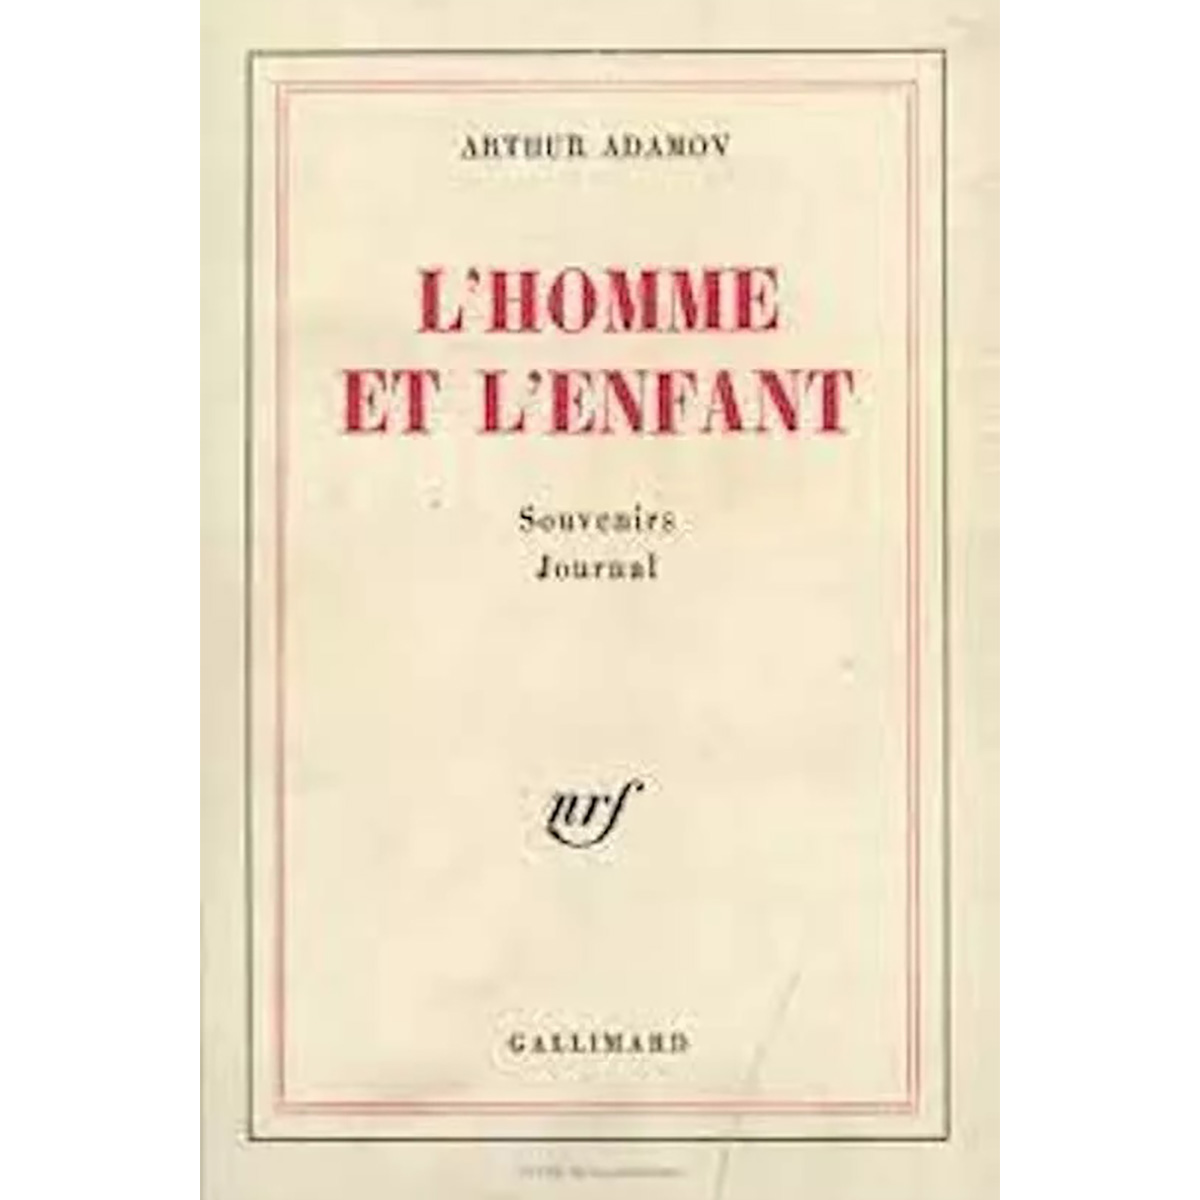 ARTHUR ADAMOV
L'HOMME
ET L'ENFANT
Souvenirs
Journal
nrf
GALLIMARD